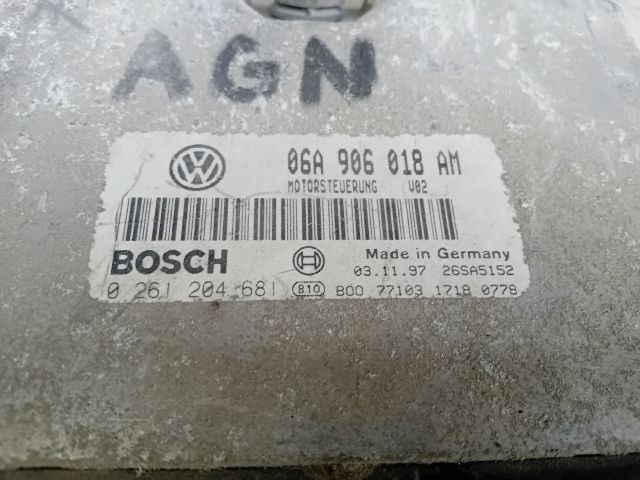 AGN
VW
06A 906 018 AM
MOTORSTEUERUNG V02
BOSCH
Made in Germany
03.11.97 26SA5152
0 261 204 681 810 B00 77103 1718 0778